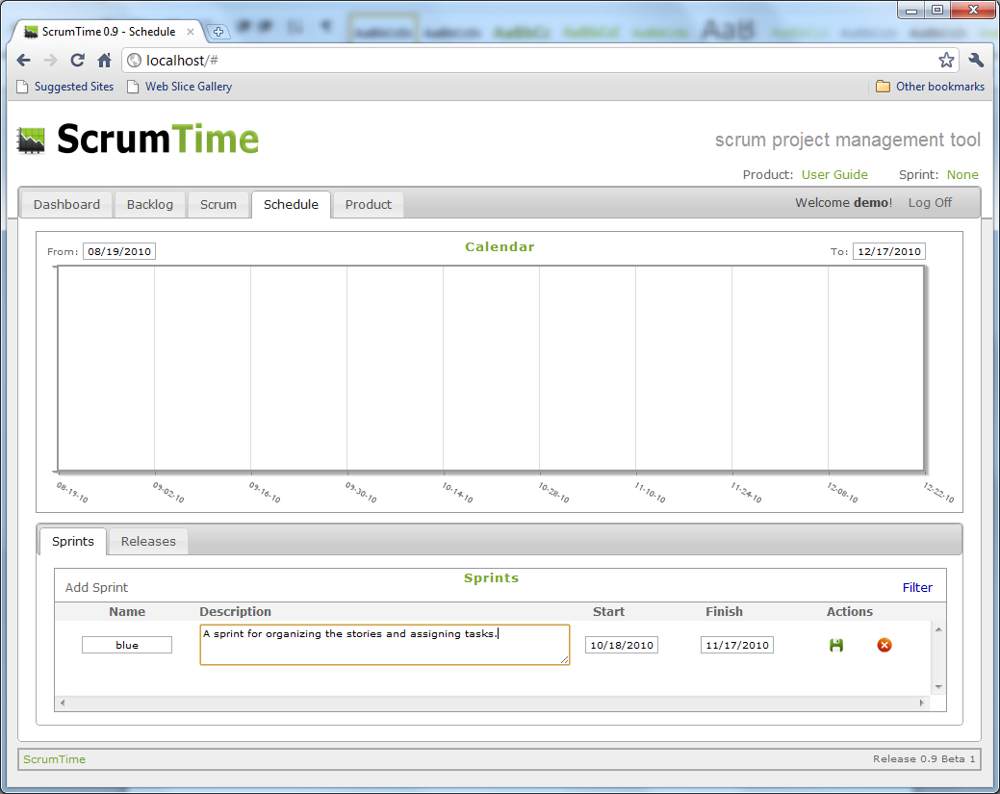 ScrumTime 0.9 - Schedule
localhost/#
Suggested Sites Web Slice Gallery Other bookmarks
ScrumTime
scrum project management tool
Product: User Guide Sprint: None
Dashboard Backlog Scrum Schedule Product Welcome demo! Log Off
Calendar
From: 08/19/2010 To: 12/17/2010
08-19-10 09-02-10 09-16-10 09-30-10 10-14-10 10-28-10 11-10-10 11-24-10 12-08-10 12-22-10
Sprints Releases
Sprints
Add Sprint Filter
Name Description Start Finish Actions
blue A sprint for organizing the stories and assigning tasks. 10/18/2010 11/17/2010
ScrumTime Release 0.9 Beta 1